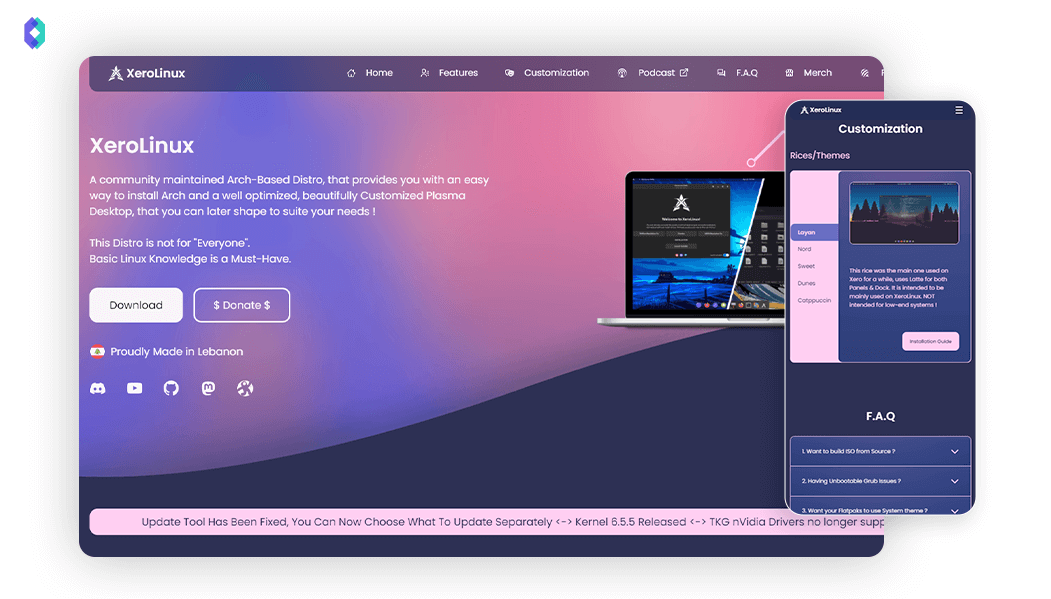 XeroLinux
Home
Features
Customization
Podcast
F.A.Q
Merch
XeroLinux
A community maintained Arch-Based Distro, that provides you with an easy
way to install Arch and a well optimized, beautifully Customized Plasma
Desktop, that you can later shape to suite your needs !
This Distro is not for "Everyone".
Basic Linux Knowledge is a Must-Have.
Download
$ Donate $
Proudly Made in Lebanon
Welcome to XeroLinux!
Update Tool Has Been Fixed, You Can Now Choose What To Update Separately <-> Kernel 6.5.5 Released <-> TKG nVidia Drivers no longer supp
XeroLinux
Customization
Rices/Themes
Layan
Nord
Sweet
Dunes
Catppuccin
This rice was the main one used on
Xero for a while, uses Latte for both
Panels & Dock. It is intended to be
mainly used on XeroLinux. NOT
intended for low-end systems !
Installation Guide
F.A.Q
1. Want to build ISO from Source ?
2. Having Unbootable Grub Issues ?
3. Want your Flatpaks to use System theme ?